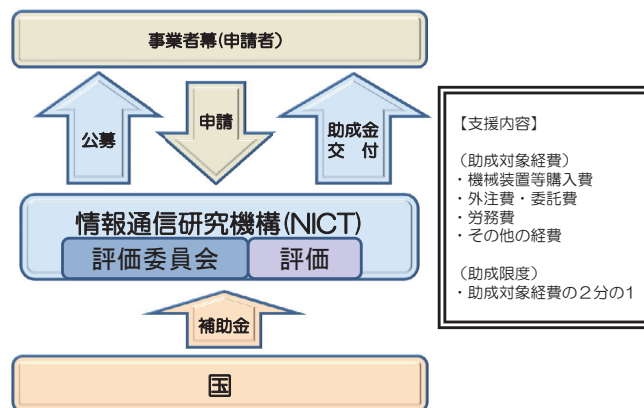 事業者幕(申請者)
公募
申請
助成金
交 付
情報通信研究機構(NICT)
評価委員会
評価
補助金
国
【支援内容】
（助成対象経費）
・機械装置等購入費
・外注費・委託費
・労務費
・その他の経費
（助成限度）
・助成対象経費の２分の１